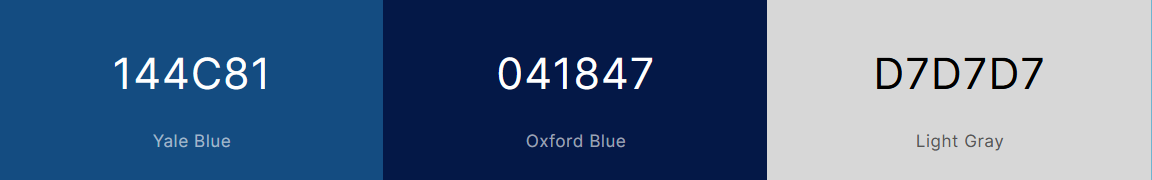 144C81
Yale Blue
041847
Oxford Blue
D7D7D7
Light Gray